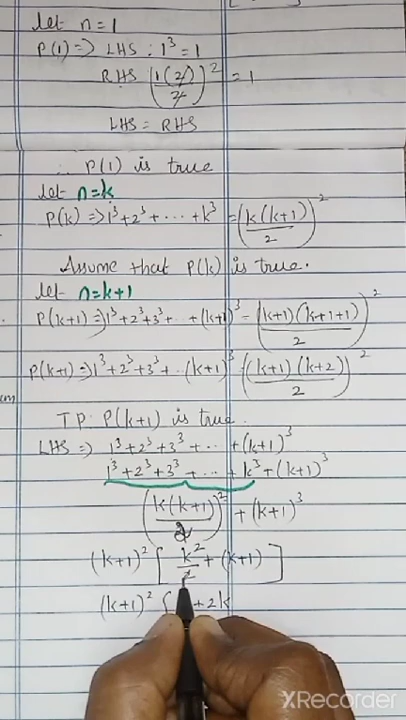 let n=1
P(1) => LHS : 1³ = 1
RHS (1(2)/2)² = 1
LHS = RHS
∴ P(1) is true
let n=k
P(k) => 1³+2³+ ... +k³ = (k(k+1)/2)²
Assume that P(k) is true.
let n=k+1
P(k+1) => 1³+2³+3³+ .. +(k+1)³ = ((k+1)(k+1+1)/2)²
P(k+1) => 1³+2³+3³+ .. (k+1)³ = ((k+1)(k+2)/2)²
T P. P(k+1) is true.
LHS => 1³+2³+3³+ .. +(k+1)³
1³+2³+3³+ .. +k³+(k+1)³
(k(k+1)/2)² + (k+1)³
(k+1)² [k²/2 + (k+1)]
(k+1)² [ +2k
XRecorder